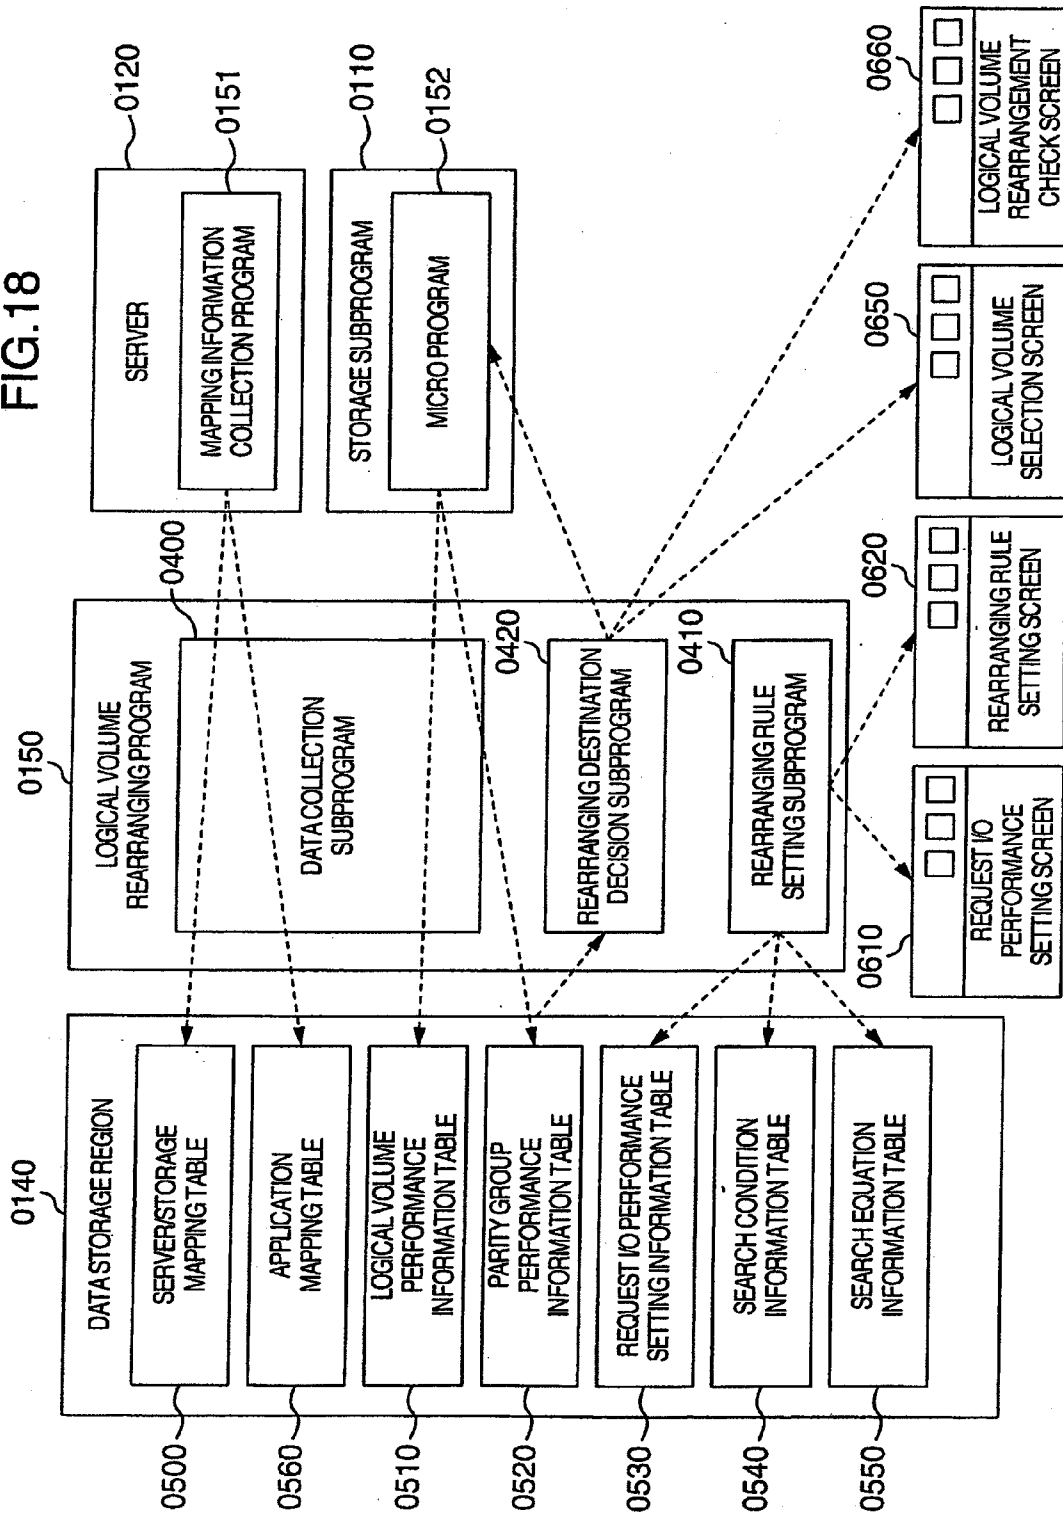 FIG.18
0140
DATA STORAGE REGION
0500
SERVER/STORAGE
MAPPING TABLE
0560
APPLICATION
MAPPING TABLE
0510
LOGICAL VOLUME
PERFORMANCE
INFORMATION TABLE
0520
PARITY GROUP
PERFORMANCE
INFORMATION TABLE
0530
REQUEST I/O PERFORMANCE
SETTING INFORMATION TABLE
0540
SEARCH CONDITION
INFORMATION TABLE
0550
SEARCH EQUATION
INFORMATION TABLE
0150
LOGICAL VOLUME
REARRANGING PROGRAM
0400
DATA COLLECTION
SUBPROGRAM
0420
REARRANGING DESTINATION
DECISION SUBPROGRAM
0410
REARRANGING RULE
SETTING SUBPROGRAM
0120
SERVER
0151
MAPPING INFORMATION
COLLECTION PROGRAM
0110
STORAGE SUBPROGRAM
0152
MICRO PROGRAM
0610
REQUEST I/O
PERFORMANCE
SETTING SCREEN
0620
REARRANGING RULE
SETTING SCREEN
0650
LOGICAL VOLUME
SELECTION SCREEN
0660
LOGICAL VOLUME
REARRANGEMENT
CHECK SCREEN